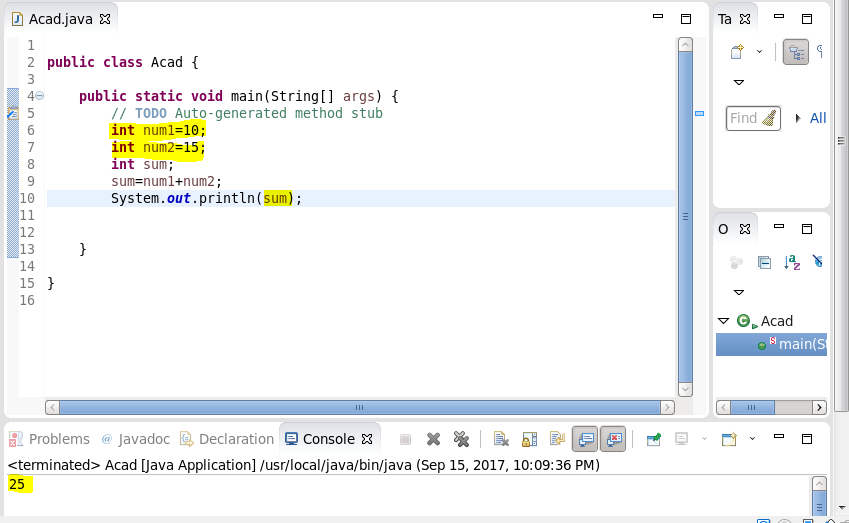 Acad.java
1
2 public class Acad {
3
4 public static void main(String[] args) {
5 // TODO Auto-generated method stub
6 int num1=10;
7 int num2=15;
8 int sum;
9 sum=num1+num2;
10 System.out.println(sum);
11
12
13 }
14
15 }
16
Ta
Find All
O
Acad
main(St
Problems @ Javadoc Declaration Console
<terminated> Acad [Java Application] /usr/local/java/bin/java (Sep 15, 2017, 10:09:36 PM)
25